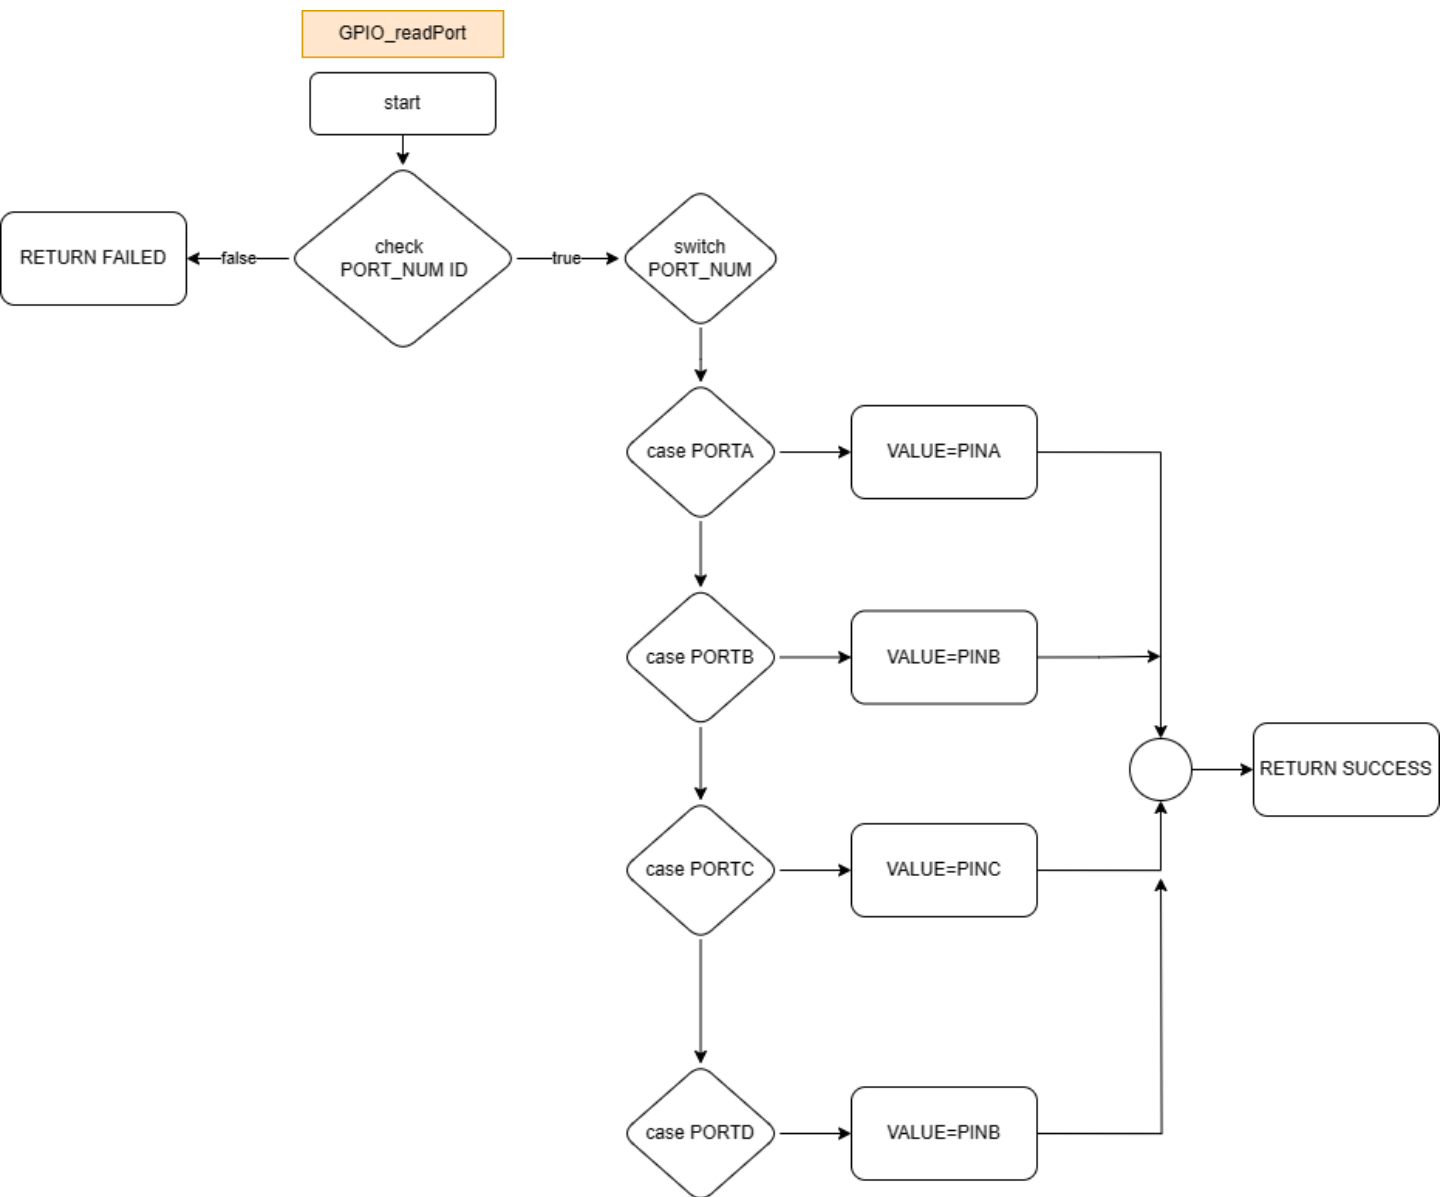 GPIO_readPort
start
check
PORT_NUM ID
RETURN FAILED
false
true
switch
PORT_NUM
case PORTA
VALUE=PINA
case PORTB
VALUE=PINB
RETURN SUCCESS
case PORTC
VALUE=PINC
case PORTD
VALUE=PINB